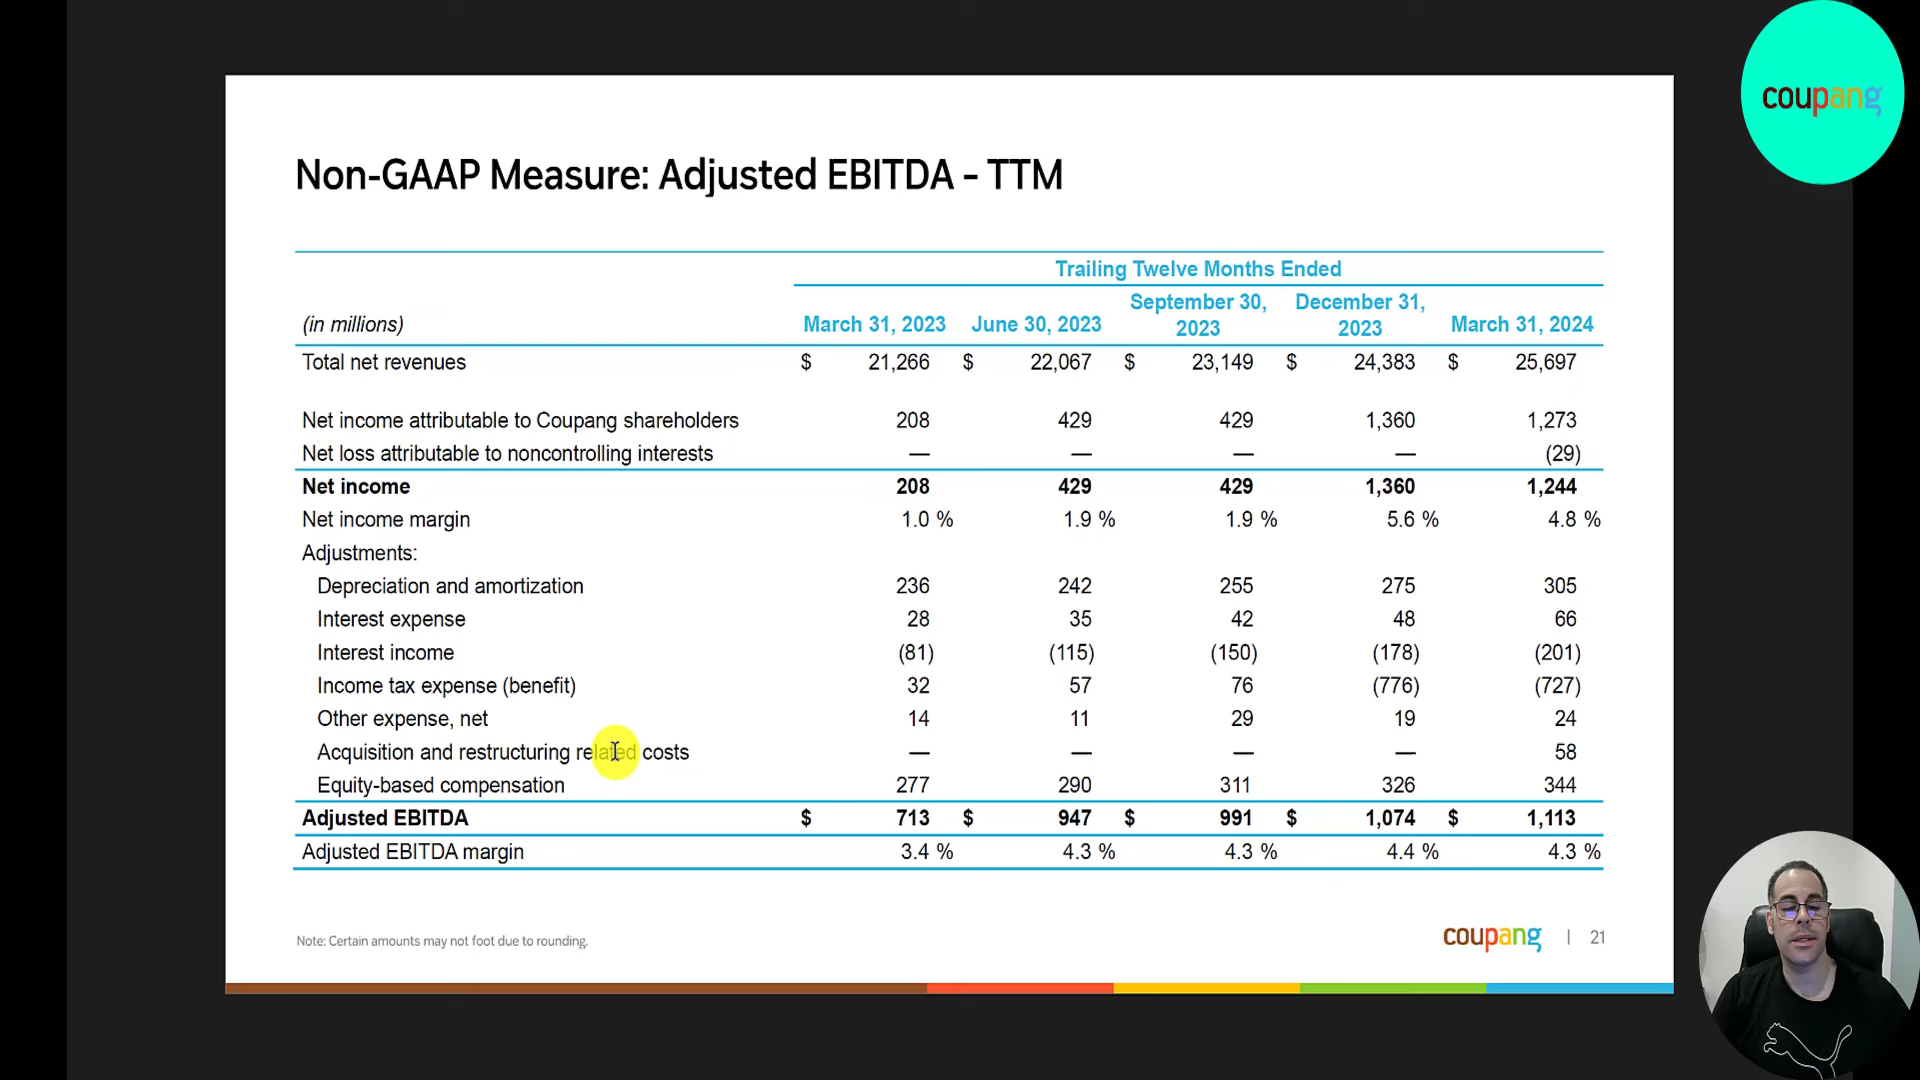 coupang
Non-GAAP Measure: Adjusted EBITDA - TTM
Trailing Twelve Months Ended
(in millions) March 31, 2023 June 30, 2023 September 30, 2023 December 31, 2023 March 31, 2024
Total net revenues $ 21,266 $ 22,067 $ 23,149 $ 24,383 $ 25,697
Net income attributable to Coupang shareholders 208 429 429 1,360 1,273
Net loss attributable to noncontrolling interests — — — — (29)
Net income 208 429 429 1,360 1,244
Net income margin 1.0 % 1.9 % 1.9 % 5.6 % 4.8 %
Adjustments:
Depreciation and amortization 236 242 255 275 305
Interest expense 28 35 42 48 66
Interest income (81) (115) (150) (178) (201)
Income tax expense (benefit) 32 57 76 (776) (727)
Other expense, net 14 11 29 19 24
Acquisition and restructuring related costs — — — — 58
Equity-based compensation 277 290 311 326 344
Adjusted EBITDA $ 713 $ 947 $ 991 $ 1,074 $ 1,113
Adjusted EBITDA margin 3.4 % 4.3 % 4.3 % 4.4 % 4.3 %
Note: Certain amounts may not foot due to rounding.
coupang | 21